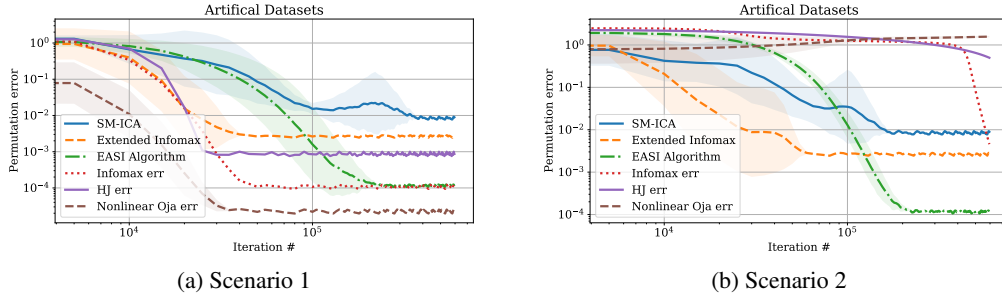 Artifical Datasets
Permutation error
10^0
10^-1
10^-2
10^-3
10^-4
SM-ICA
Extended Infomax
EASI Algorithm
Infomax err
HJ err
Nonlinear Oja err
10^4
10^5
Iteration #
(a) Scenario 1
Artifical Datasets
Permutation error
10^0
10^-1
10^-2
10^-3
10^-4
SM-ICA
Extended Infomax
EASI Algorithm
Infomax err
HJ err
Nonlinear Oja err
10^4
10^5
Iteration #
(b) Scenario 2